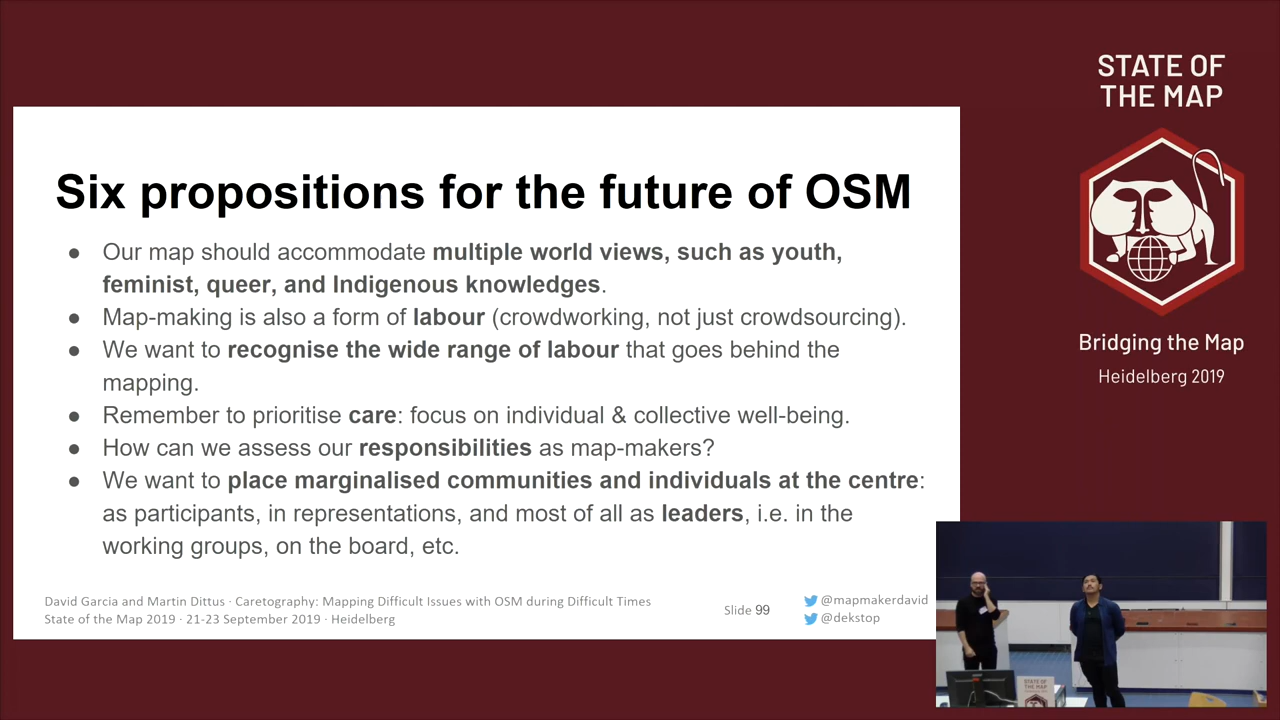 STATE OF
THE MAP
Six propositions for the future of OSM
● Our map should accommodate multiple world views, such as youth,
feminist, queer, and Indigenous knowledges.
● Map-making is also a form of labour (crowdworking, not just crowdsourcing).
● We want to recognise the wide range of labour that goes behind the
mapping.
● Remember to prioritise care: focus on individual & collective well-being.
● How can we assess our responsibilities as map-makers?
● We want to place marginalised communities and individuals at the centre:
as participants, in representations, and most of all as leaders, i.e. in the
working groups, on the board, etc.
Bridging the Map
Heidelberg 2019
David Garcia and Martin Dittus · Caretography: Mapping Difficult Issues with OSM during Difficult Times
State of the Map 2019 · 21-23 September 2019 · Heidelberg
Slide 99
@mapmakerdavid
@dekstop
STATE OF
THE MAP